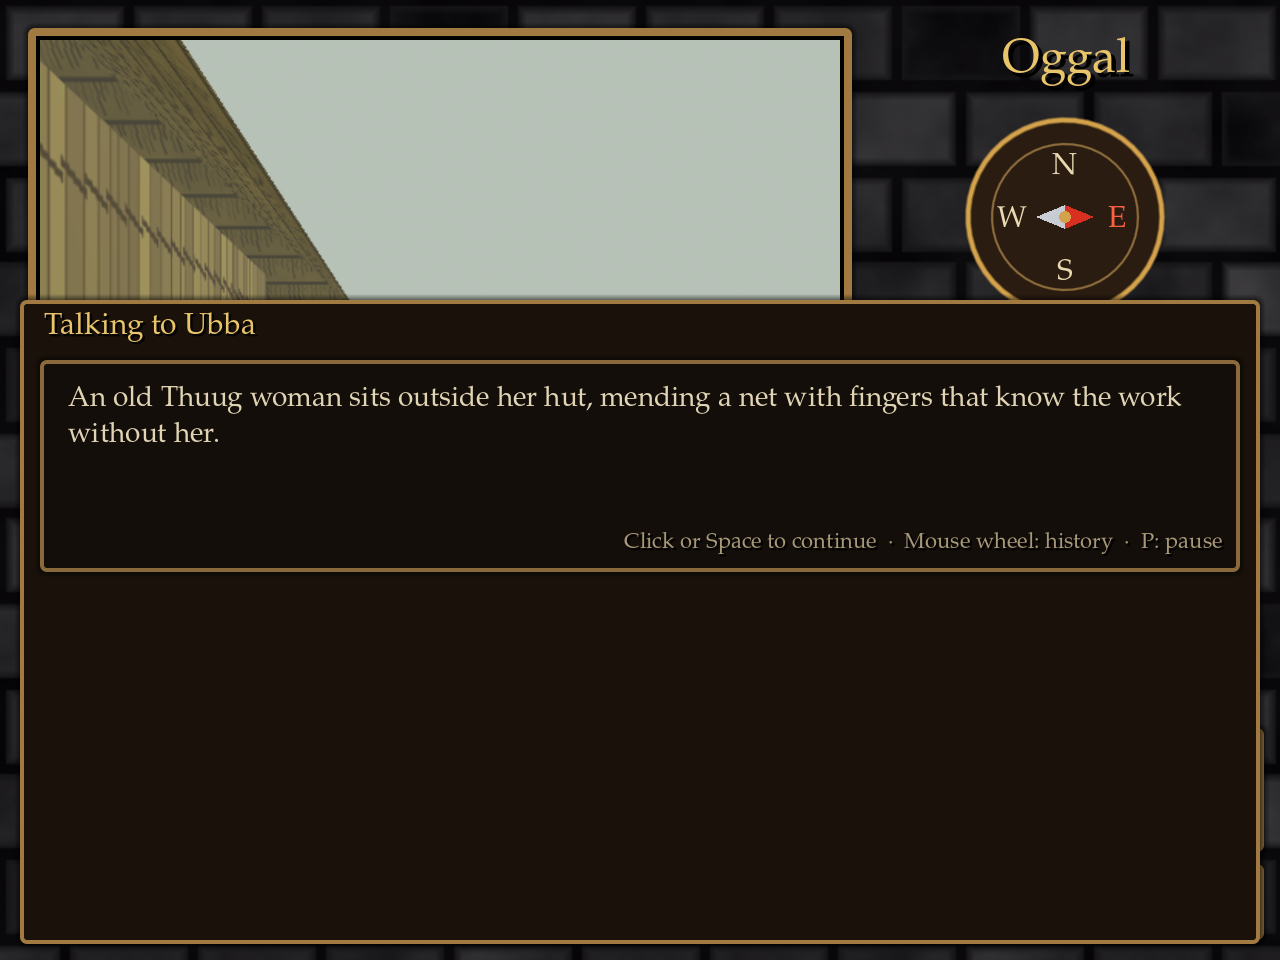 Oggal
N
W E
S
Talking to Ubba
An old Thuug woman sits outside her hut, mending a net with fingers that know the work
without her.
Click or Space to continue · Mouse wheel: history · P: pause